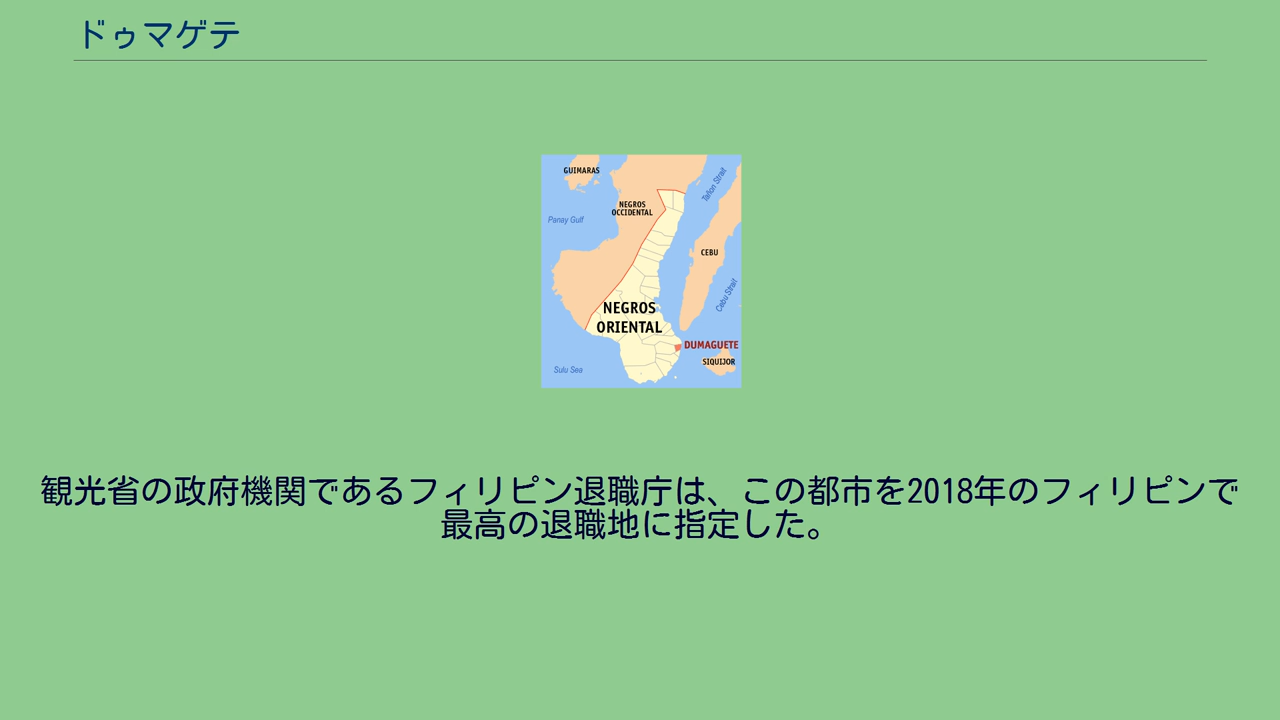 ドゥマゲテ
GUIMARAS
Tañon Strait
NEGROS
OCCIDENTAL
Panay Gulf
CEBU
Cebu Strait
NEGROS
ORIENTAL
DUMAGUETE
SIQUIJOR
Sulu Sea
観光省の政府機関であるフィリピン退職庁は、この都市を2018年のフィリピンで
最高の退職地に指定した。